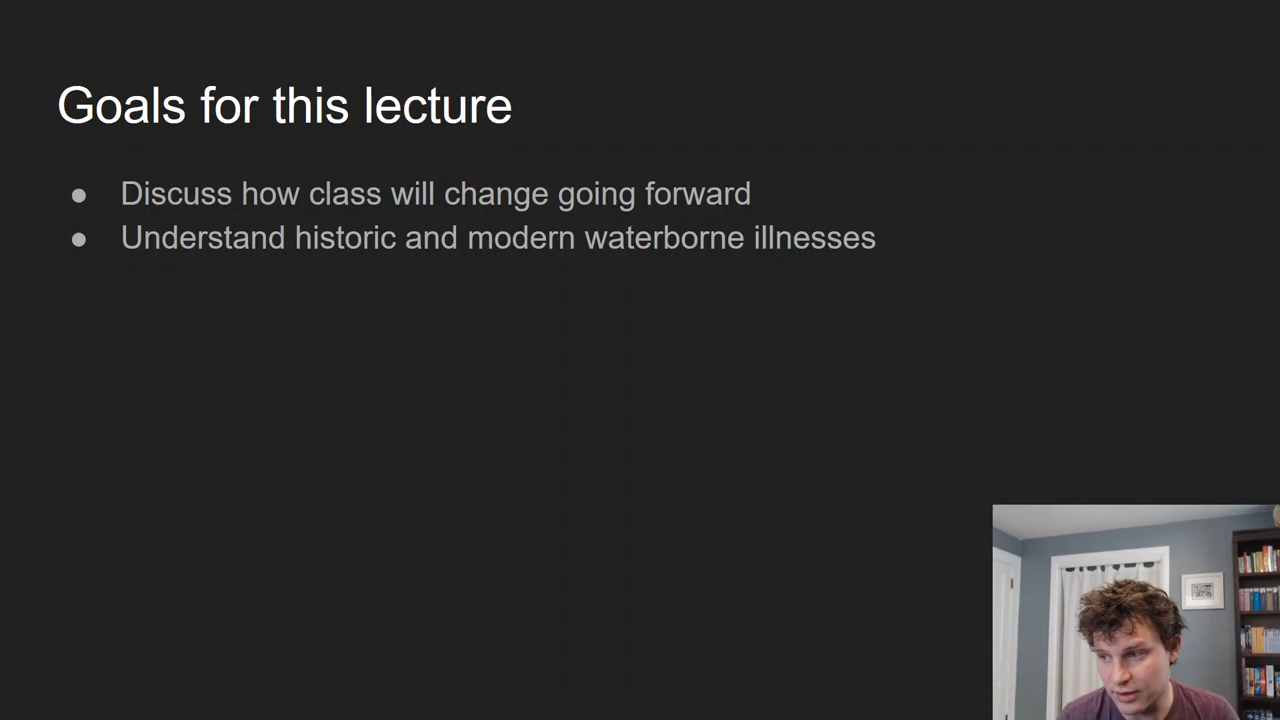 Goals for this lecture
● Discuss how class will change going forward
● Understand historic and modern waterborne illnesses